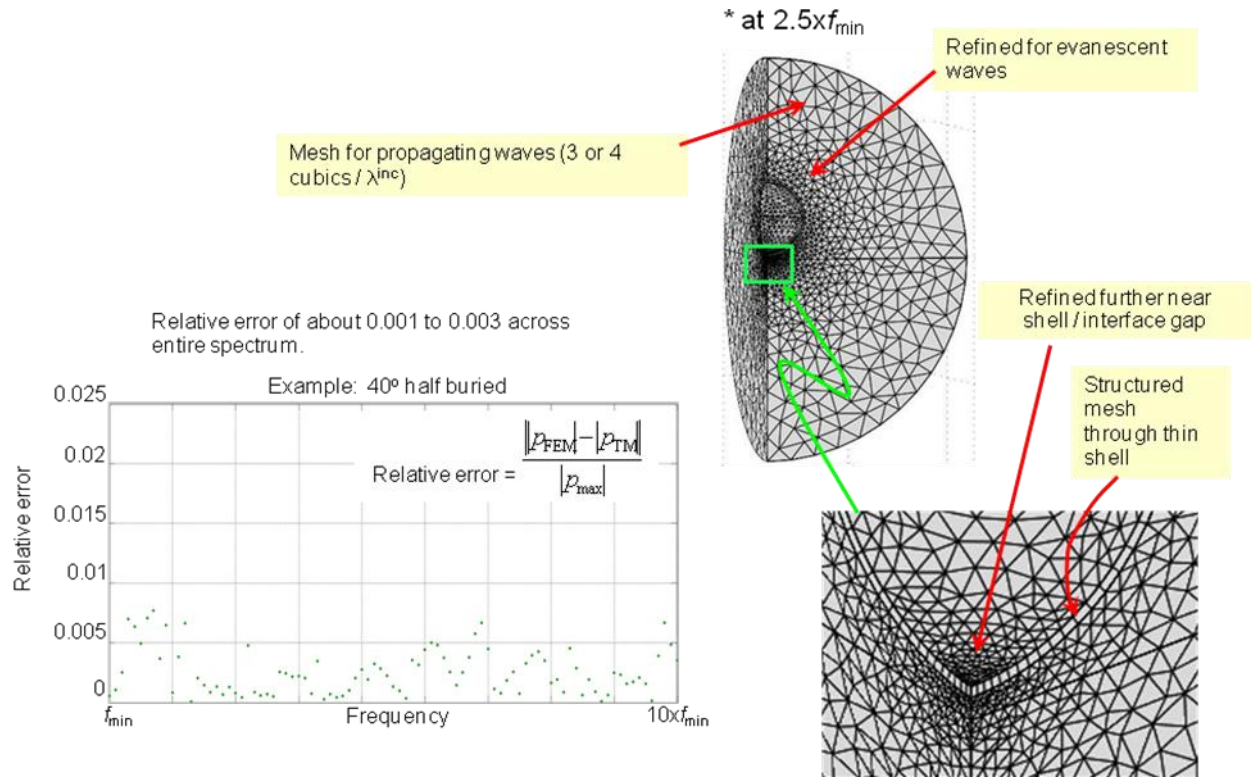 * at 2.5xfmin
Refined for evanescent
waves
Mesh for propagating waves (3 or 4
cubics / λinc)
Refined further near
shell / interface gap
Structured
mesh
through thin
shell
Relative error of about 0.001 to 0.003 across
entire spectrum.
Example: 40º half buried
Relative error = ||pFEM|−|pTM|| / |pmax|
Relative error
0.025
0.02
0.015
0.01
0.005
0
fmin
Frequency
10xfmin